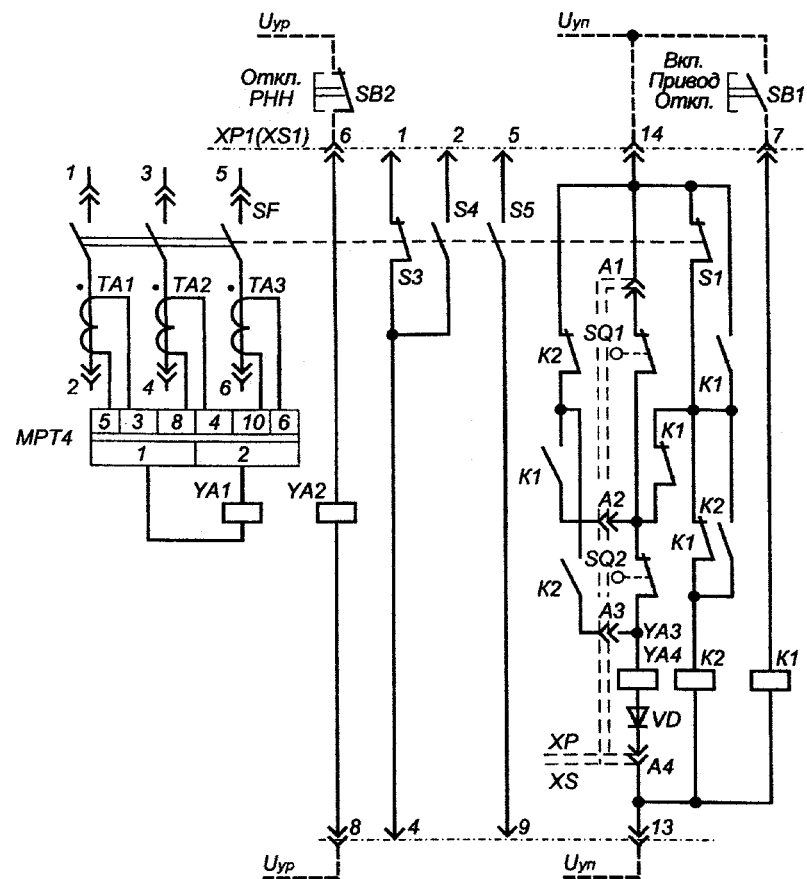 Uур
Uуп
Откл.
РНН
SB2
Вкл.
Привод
Откл.
SB1
XP1(XS1)
6
1
2
5
14
7
1
3
5
SF
S4
S5
S3
S1
A1
TA1
TA2
TA3
SQ1
K2
K1
2
4
6
5
3
8
4
10
6
МРТ4
1
2
K1
K1
A2
K2
K1
YA1
YA2
SQ2
K2
A3
YA3
YA4
K2
K1
VD
XP
XS
A4
8
4
9
13
Uур
Uуп